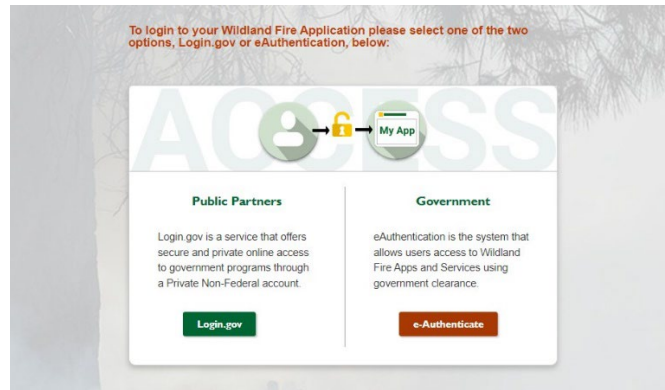 To login to your Wildland Fire Application please select one of the two
options, Login.gov or eAuthentication, below:
ACCESS
My App
Public Partners
Login.gov is a service that offers
secure and private online access
to government programs through
a Private Non-Federal account.
Login.gov
Government
eAuthentication is the system that
allows users access to Wildland
Fire Apps and Services using
government clearance.
e-Authenticate